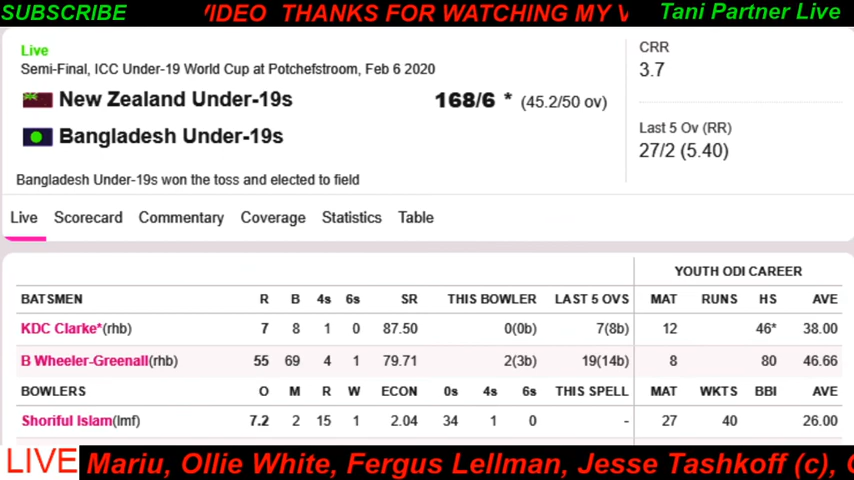 SUBSCRIBE VIDEO THANKS FOR WATCHING MY Tani Partner Live
Live
Semi-Final, ICC Under-19 World Cup at Potchefstroom, Feb 6 2020
New Zealand Under-19s 168/6 * (45.2/50 ov)
Bangladesh Under-19s
Bangladesh Under-19s won the toss and elected to field
CRR
3.7
Last 5 Ov (RR)
27/2 (5.40)
Live Scorecard Commentary Coverage Statistics Table
YOUTH ODI CAREER
BATSMEN R B 4s 6s SR THIS BOWLER LAST 5 OVS MAT RUNS HS AVE
KDC Clarke*(rhb) 7 8 1 0 87.50 0(0b) 7(8b) 12 46* 38.00
B Wheeler-Greenall(rhb) 55 69 4 1 79.71 2(3b) 19(14b) 8 80 46.66
BOWLERS O M R W ECON 0s 4s 6s THIS SPELL MAT WKTS BBI AVE
Shoriful Islam(lmf) 7.2 2 15 1 2.04 34 1 0 - 27 40 26.00
LIVE Mariu, Ollie White, Fergus Lellman, Jesse Tashkoff (c),